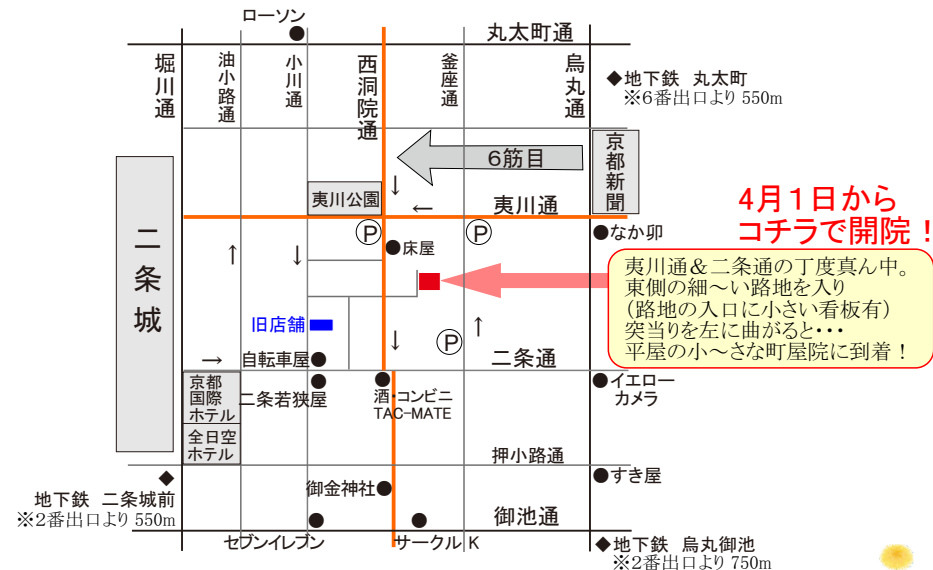 ローソン
丸太町通
堀川通
油小路通
小川通
西洞院通
釜座通
烏丸通
◆地下鉄 丸太町
※6番出口より 550m
6筋目
京都新聞
夷川公園
夷川通
4月1日から
コチラで開院！
二条城
P
P
●なか卯
●床屋
夷川通＆二条通の丁度真ん中。
東側の細～い路地を入り
（路地の入口に小さい看板有）
突当りを左に曲がると・・・
平屋の小～さな町屋院に到着！
旧店舗
P
自転車屋●
二条通
京都
国際
ホテル
二条若狭屋
酒・コンビニ
TAC-MATE
●イエロー
カメラ
全日空
ホテル
押小路通
●すき屋
◆
地下鉄 二条城前
※2番出口より 550m
御金神社●
御池通
セブンイレブン
サークルK
◆地下鉄 烏丸御池
※2番出口より 750m